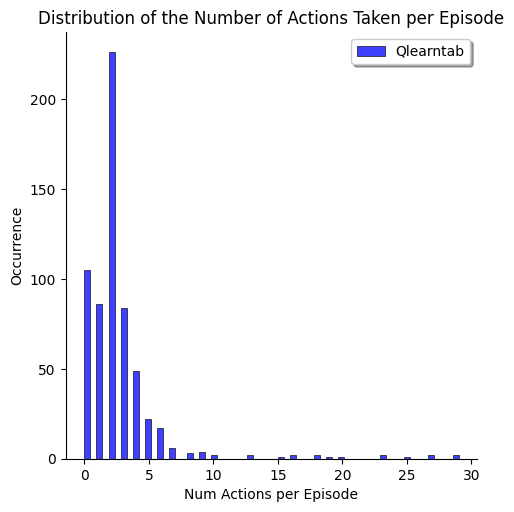 Distribution of the Number of Actions Taken per Episode
Qlearntab
200
150
100
50
0
Occurrence
0 5 10 15 20 25 30
Num Actions per Episode